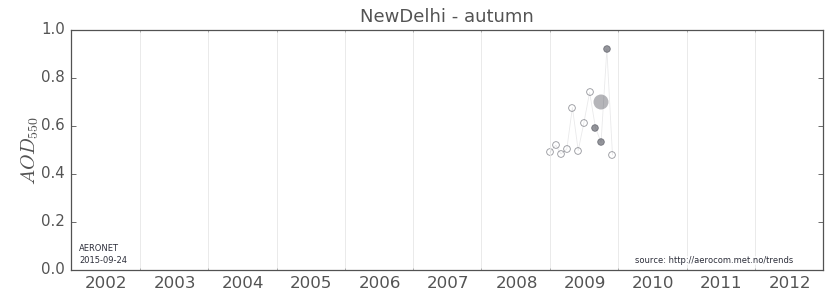 NewDelhi - autumn
1.0
0.8
0.6
0.4
0.2
0.0
AOD550
AERONET
2015-09-24
source: http://aerocom.met.no/trends
2002 2003 2004 2005 2006 2007 2008 2009 2010 2011 2012